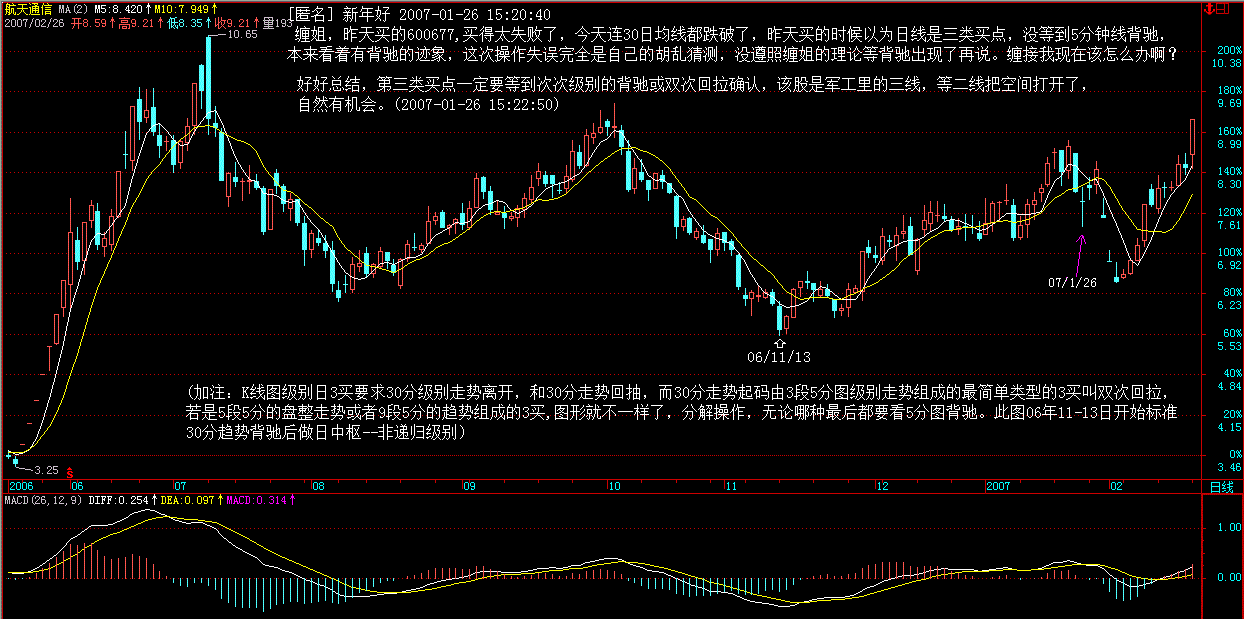 航天通信 MA(2) M5:8.420↑M10:7.949↑
2007/02/26 开8.59↑高9.21↑低8.35↓收9.21↑量193
[匿名] 新年好 2007-01-26 15:20:40
缠姐，昨天买的600677,买得太失败了，今天连30日均线都跌破了，昨天买的时候以为日线是三类买点，没等到5分钟线背驰，
本来看着有背驰的迹象，这次操作失误完全是自己的胡乱猜测，没遵照缠姐的理论等背驰出现了再说。缠接我现在该怎么办啊？
好好总结，第三类买点一定要等到次次级别的背驰或双次回拉确认，该股是军工里的三线，等二线把空间打开了，
自然有机会。(2007-01-26 15:22:50)
10.65
200%
10.38
180%
9.69
160%
8.99
140%
8.30
120%
7.61
100%
6.92
80%
6.23
60%
5.53
40%
4.84
20%
4.15
0%
3.46
07/1/26
06/11/13
(加注：K线图级别日3买要求30分级别走势离开，和30分走势回抽，而30分走势起码由3段5分图级别走势组成的最简单类型的3买叫双次回拉，
若是5段5分的盘整走势或者9段5分的趋势组成的3买,图形就不一样了，分解操作，无论哪种最后都要看5分图背驰。此图06年11-13日开始标准
30分趋势背驰后做日中枢--非递归级别)
3.25
S
2006 06 07 08 09 10 11 12 2007 02 日线
MACD(26,12,9) DIFF:0.254↑DEA:0.097↑MACD:0.314↑
1.00
0.00